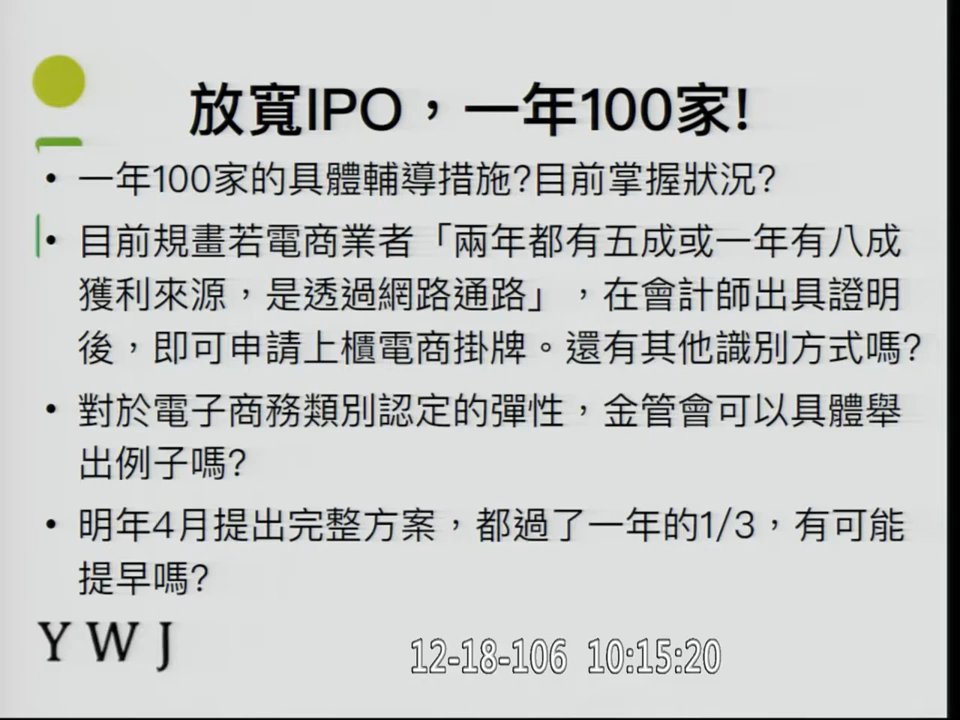 放寬IPO，一年100家!
• 一年100家的具體輔導措施?目前掌握狀況?
• 目前規畫若電商業者「兩年都有五成或一年有八成
獲利來源，是透過網路通路」，在會計師出具證明
後，即可申請上櫃電商掛牌。還有其他識別方式嗎?
• 對於電子商務類別認定的彈性，金管會可以具體舉
出例子嗎?
• 明年4月提出完整方案，都過了一年的1/3，有可能
提早嗎?
YWJ
12-18-106 10:15:20